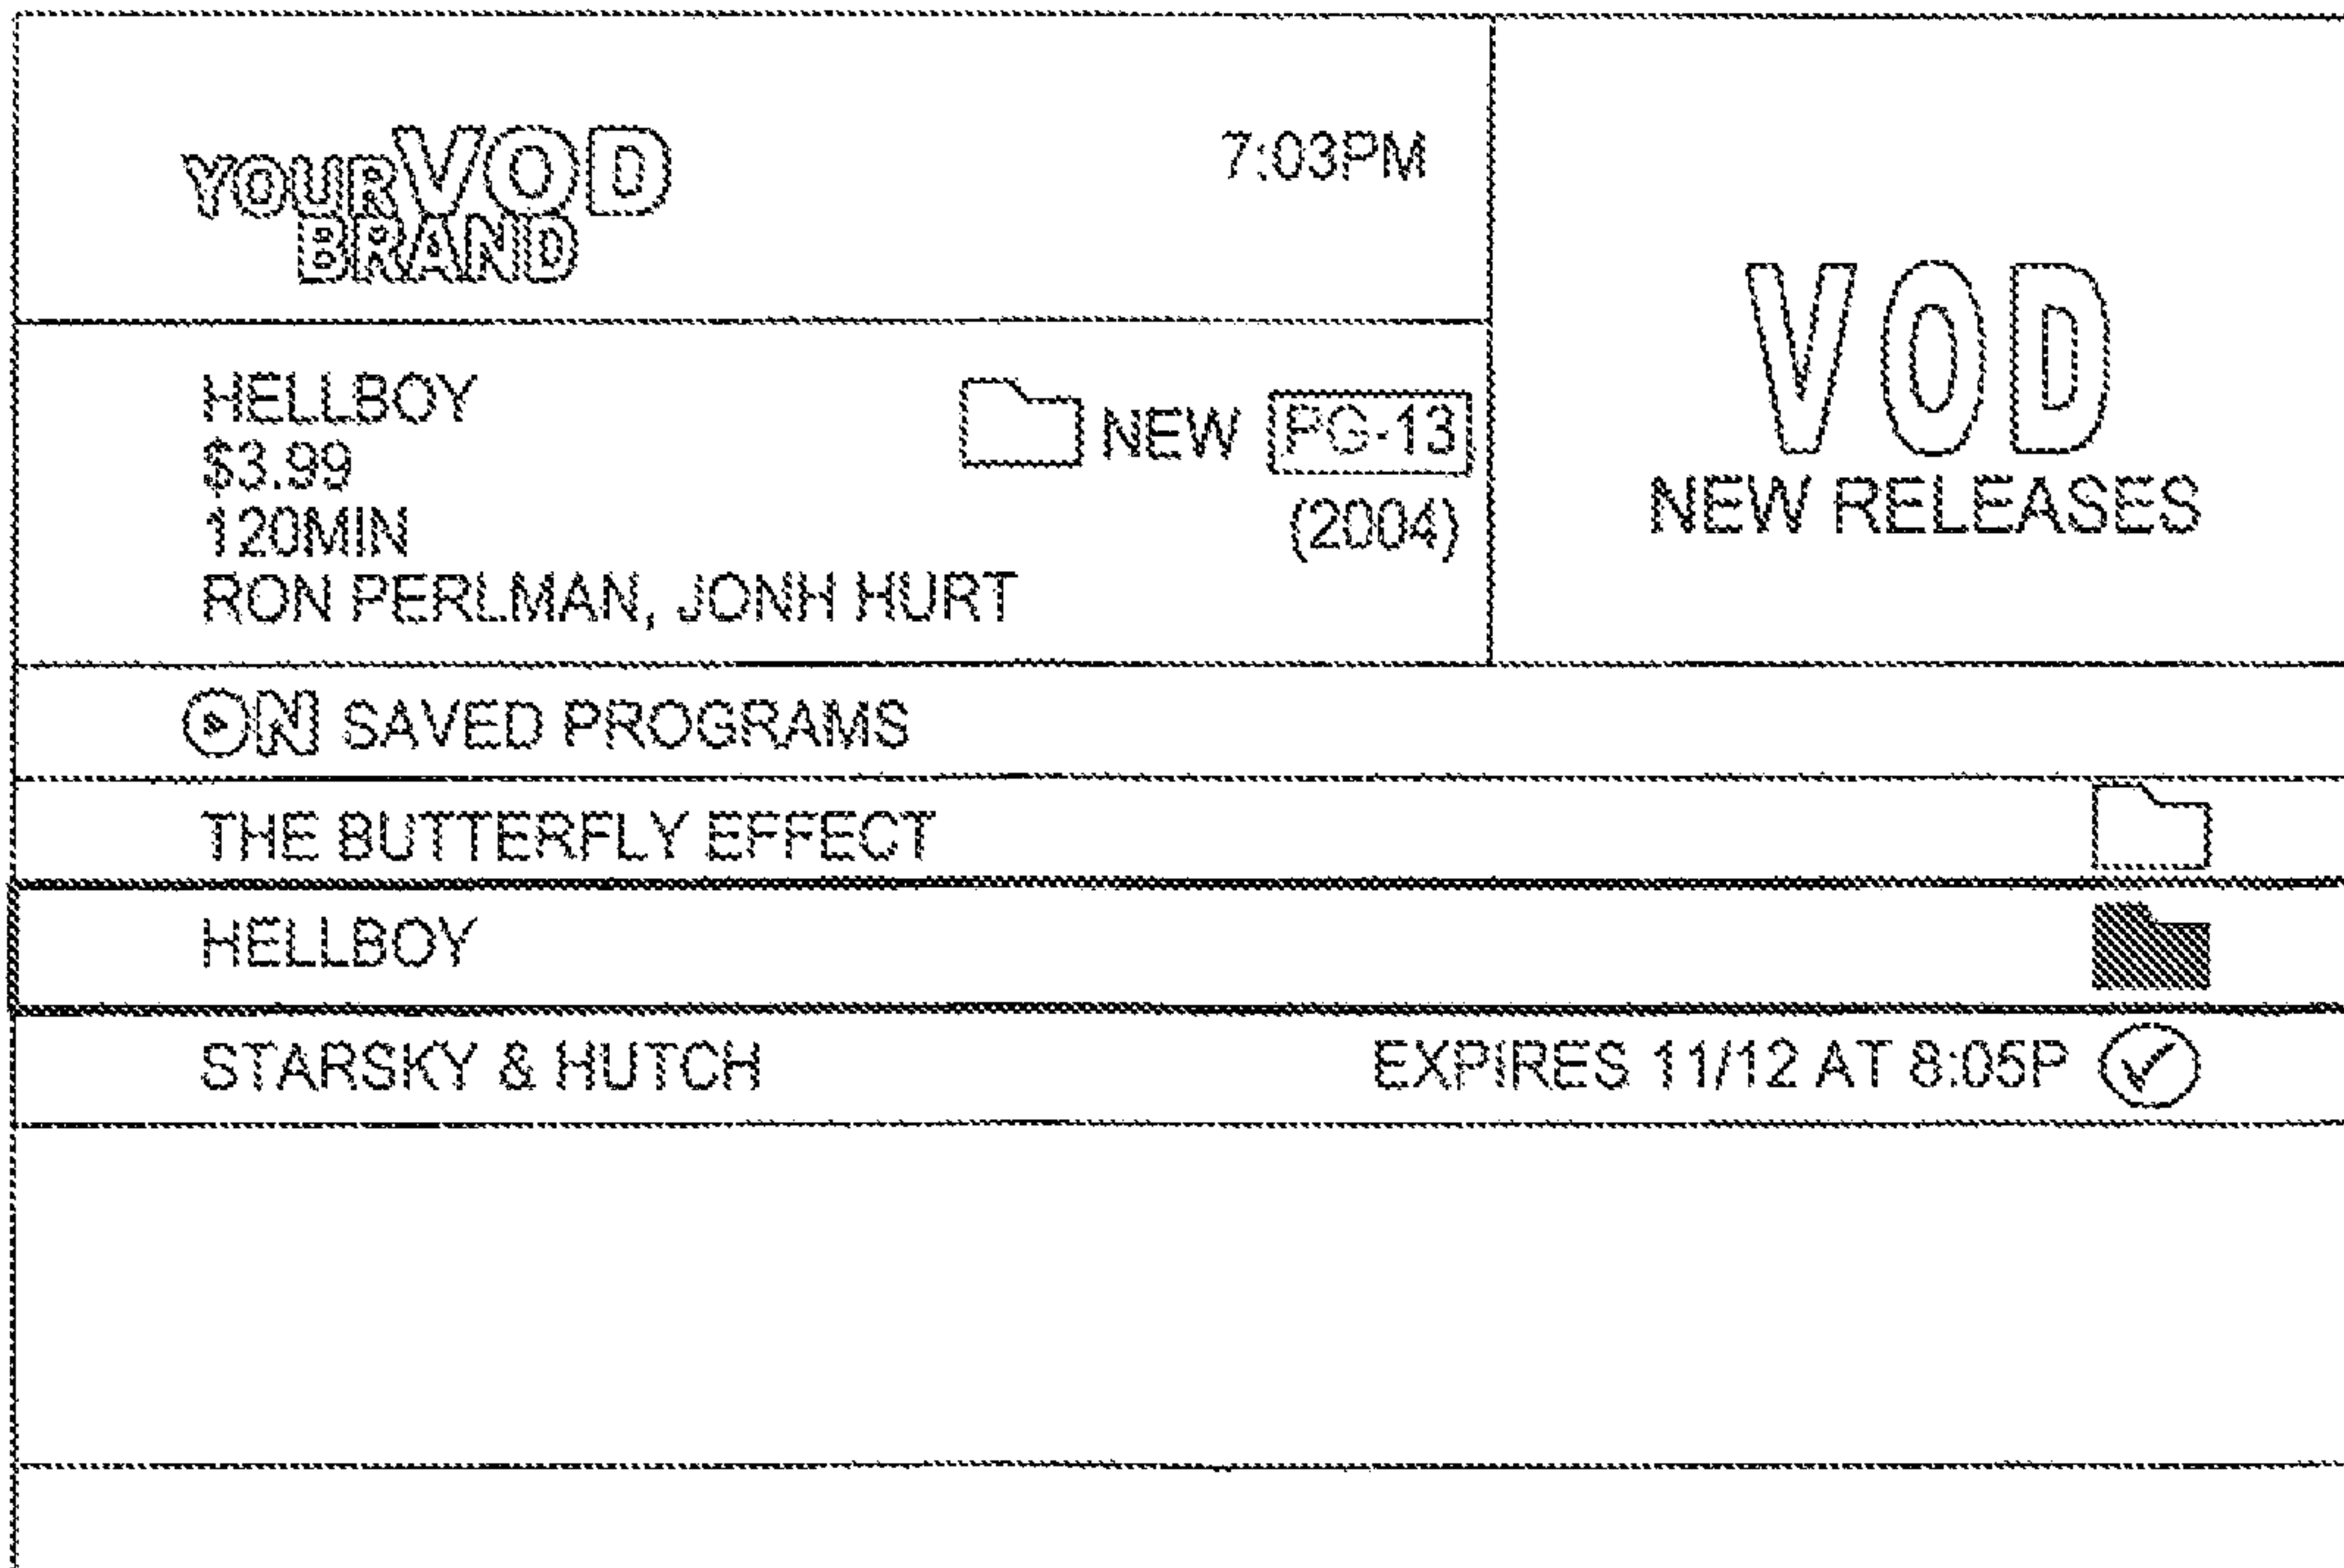 YOUR VOD
BRAND
7:03PM
HELLBOY
NEW PG-13
$3.99
120MIN
(2004)
RON PERLMAN, JONH HURT
VOD
NEW RELEASES
ON SAVED PROGRAMS
THE BUTTERFLY EFFECT
HELLBOY
STARSKY & HUTCH EXPIRES 11/12 AT 8:05P